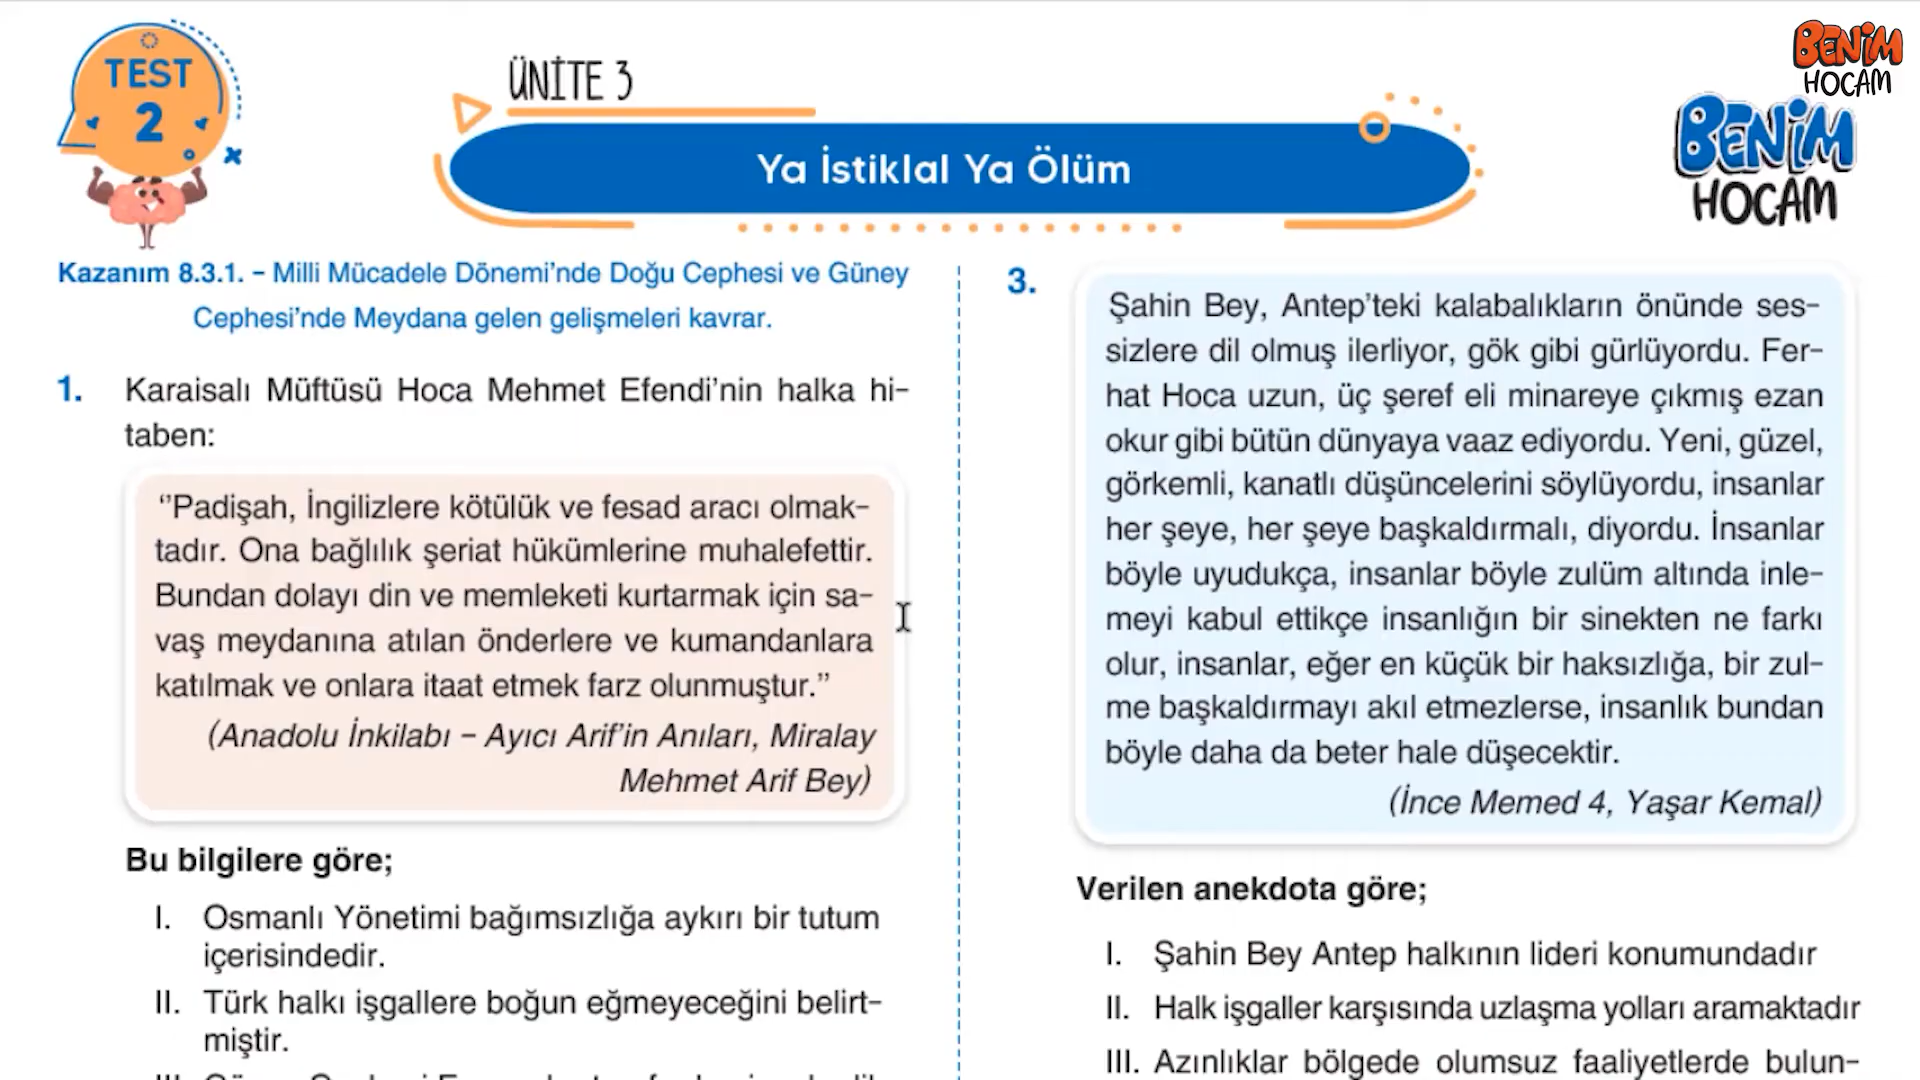 TEST
2
ÜNİTE 3
Ya İstiklal Ya Ölüm
BENİM
HOCAM
BENİM
HOCAM
Kazanım 8.3.1. – Milli Mücadele Dönemi’nde Doğu Cephesi ve Güney
Cephesi’nde Meydana gelen gelişmeleri kavrar.
1. Karaisalı Müftüsü Hoca Mehmet Efendi’nin halka hi-
taben:
“Padişah, İngilizlere kötülük ve fesad aracı olmak-
tadır. Ona bağlılık şeriat hükümlerine muhalefettir.
Bundan dolayı din ve memleketi kurtarmak için sa-
vaş meydanına atılan önderlere ve kumandanlara
katılmak ve onlara itaat etmek farz olunmuştur.”
(Anadolu İnkilabı – Ayıcı Arif’in Anıları, Miralay
Mehmet Arif Bey)
Bu bilgilere göre;
I. Osmanlı Yönetimi bağımsızlığa aykırı bir tutum
içerisindedir.
II. Türk halkı işgallere boğun eğmeyeceğini belirt-
miştir.
3. Şahin Bey, Antep’teki kalabalıkların önünde ses-
sizlere dil olmuş ilerliyor, gök gibi gürlüyordu. Fer-
hat Hoca uzun, üç şeref eli minareye çıkmış ezan
okur gibi bütün dünyaya vaaz ediyordu. Yeni, güzel,
görkemli, kanatlı düşüncelerini söylüyordu, insanlar
her şeye, her şeye başkaldırmalı, diyordu. İnsanlar
böyle uyudukça, insanlar böyle zulüm altında inle-
meyi kabul ettikçe insanlığın bir sinekten ne farkı
olur, insanlar, eğer en küçük bir haksızlığa, bir zul-
me başkaldırmayı akıl etmezlerse, insanlık bundan
böyle daha da beter hale düşecektir.
(İnce Memed 4, Yaşar Kemal)
Verilen anekdota göre;
I. Şahin Bey Antep halkının lideri konumundadır
II. Halk işgaller karşısında uzlaşma yolları aramaktadır
III. Azınlıklar bölgede olumsuz faaliyetlerde bulun-